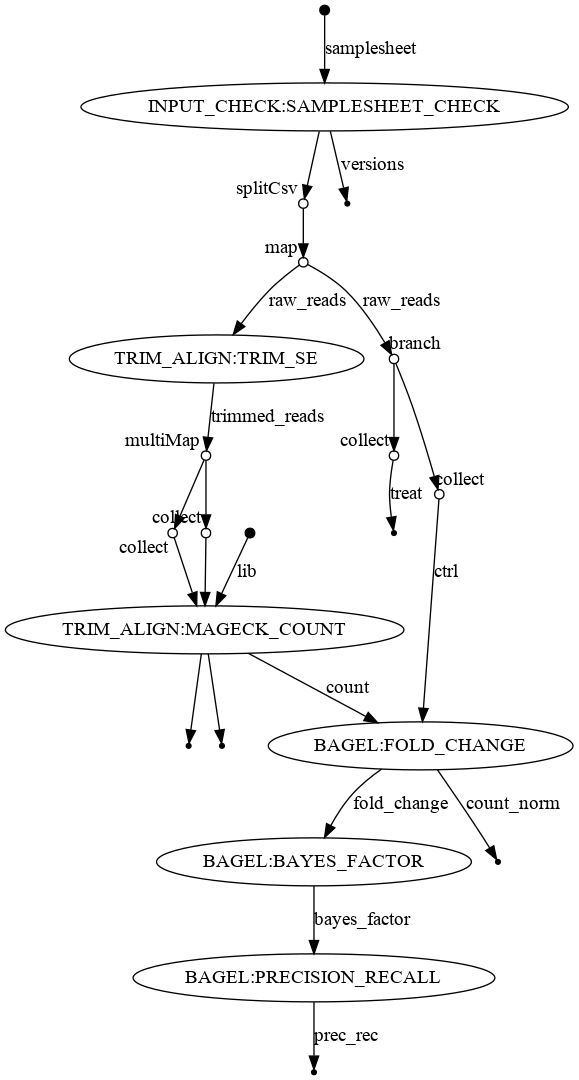 samplesheet
INPUT_CHECK:SAMPLESHEET_CHECK
versions
splitCsv
map
raw_reads
raw_reads
branch
TRIM_ALIGN:TRIM_SE
trimmed_reads
multiMap
collect
collect
treat
collect
collect
lib
ctrl
TRIM_ALIGN:MAGECK_COUNT
count
BAGEL:FOLD_CHANGE
fold_change
count_norm
BAGEL:BAYES_FACTOR
bayes_factor
BAGEL:PRECISION_RECALL
prec_rec